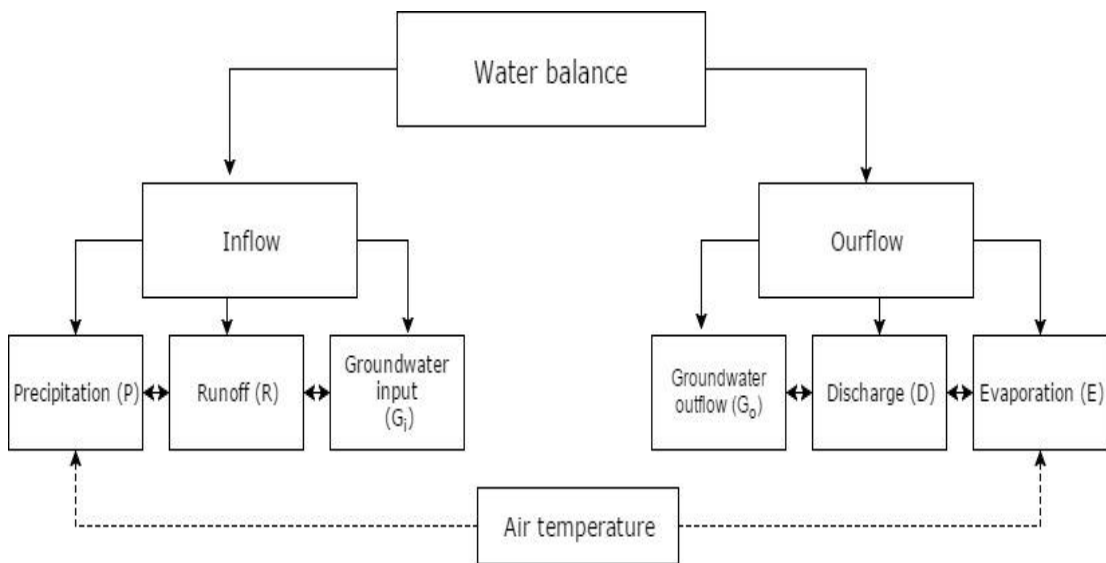 Water balance
Inflow
Ourflow
Precipitation (P)
Runoff (R)
Groundwater
input
(Gi)
Groundwater
outflow (Go)
Discharge (D)
Evaporation (E)
Air temperature